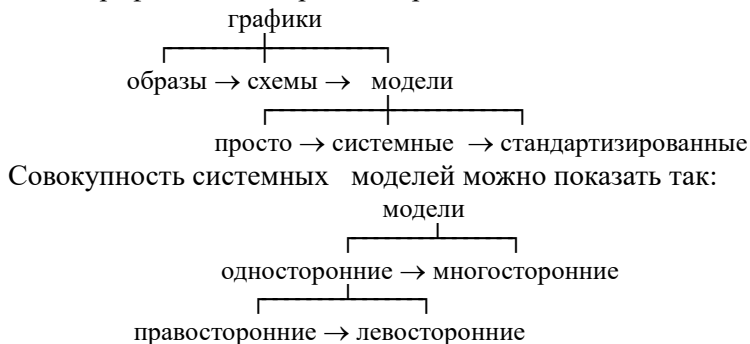 графики
образы → схемы → модели
просто → системные → стандартизированные
Совокупность системных моделей можно показать так:
модели
односторонние → многосторонние
правосторонние → левосторонние